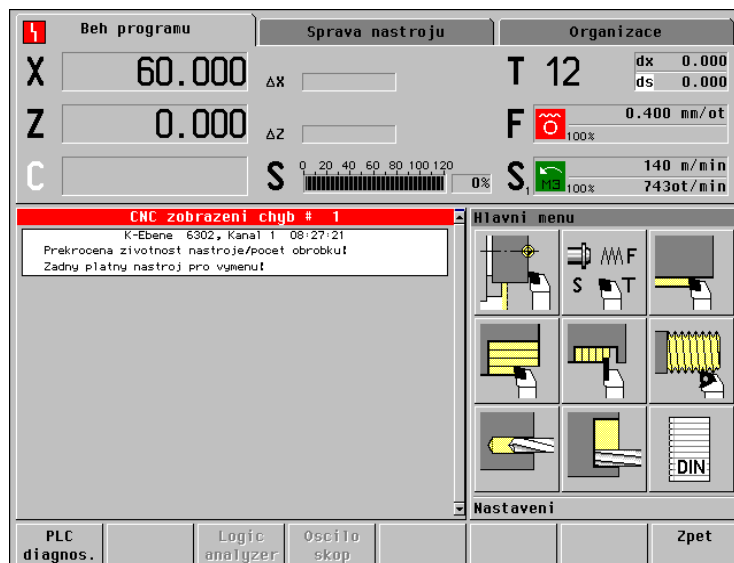 Beh programu
Sprava nastroju
Organizace
X 60.000 ΔX
T 12 dx 0.000
ds 0.000
Z 0.000 ΔZ
F 100% 0.400 mm/ot
C
S 0 20 40 60 80 100 120 0%
S1 M3 100% 140 m/min
743ot/min
CNC zobrazeni chyb # 1
K-Ebene 6302, Kanal 1 08:27:21
Prekrocena zivotnost nastroje/pocet obrobku!
Zadny platny nastroj pro vymenu!
Hlavni menu
F
S T
DIN
Nastaveni
PLC diagnos.
Logic analyzer
Oscilo skop
Zpet